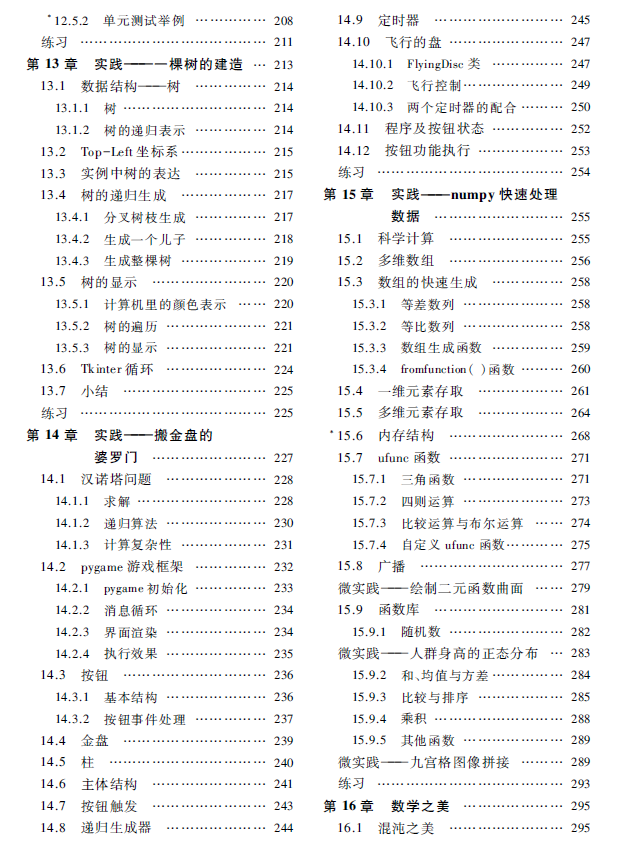 *12.5.2 单元测试举例 ……………… 208
练习 …………………………………… 211
第 13 章 实践——一棵树的建造 … 213
13.1 数据结构——树 …………… 214
13.1.1 树 ………………………… 214
13.1.2 树的递归表示 …………… 214
13.2 Top-Left 坐标系 ……………… 215
13.3 实例中树的表达 …………… 215
13.4 树的递归生成 ……………… 217
13.4.1 分叉树枝生成 …………… 217
13.4.2 生成一个儿子 …………… 218
13.4.3 生成整棵树 ……………… 219
13.5 树的显示 …………………… 220
13.5.1 计算机里的颜色表示 …… 220
13.5.2 树的遍历 ………………… 221
13.5.3 树的显示 ………………… 221
13.6 Tkinter 循环 ………………… 224
13.7 小结 ………………………… 225
练习 …………………………………… 225
第 14 章 实践——搬金盘的
婆罗门 …………………… 227
14.1 汉诺塔问题 ………………… 228
14.1.1 求解 ……………………… 228
14.1.2 递归算法 ………………… 230
14.1.3 计算复杂性 ……………… 231
14.2 pygame 游戏框架 …………… 232
14.2.1 pygame 初始化 …………… 233
14.2.2 消息循环 ………………… 234
14.2.3 界面渲染 ………………… 234
14.2.4 执行效果 ………………… 235
14.3 按钮 ………………………… 236
14.3.1 基本结构 ………………… 236
14.3.2 按钮事件处理 …………… 237
14.4 金盘 ………………………… 239
14.5 柱 …………………………… 240
14.6 主体结构 …………………… 241
14.7 按钮触发 …………………… 243
14.8 递归生成器 ………………… 244
14.9 定时器 ……………………… 245
14.10 飞行的盘 …………………… 247
14.10.1 FlyingDisc 类 …………… 247
14.10.2 飞行控制 ………………… 249
14.10.3 两个定时器的配合 ……… 250
14.11 程序及按钮状态 …………… 252
14.12 按钮功能执行 ……………… 253
练习 …………………………………… 254
第 15 章 实践——numpy 快速处理
数据 ……………………… 255
15.1 科学计算 …………………… 255
15.2 多维数组 …………………… 256
15.3 数组的快速生成 …………… 258
15.3.1 等差数列 ………………… 258
15.3.2 等比数列 ………………… 258
15.3.3 数组生成函数 …………… 259
15.3.4 fromfunction( )函数 ……… 260
15.4 一维元素存取 ……………… 261
15.5 多维元素存取 ……………… 264
*15.6 内存结构 …………………… 268
15.7 ufunc 函数 …………………… 271
15.7.1 三角函数 ………………… 271
15.7.2 四则运算 ………………… 273
15.7.3 比较运算与布尔运算 …… 274
15.7.4 自定义 ufunc 函数 ………… 275
15.8 广播 ………………………… 277
微实践——绘制二元函数曲面 …… 279
15.9 函数库 ……………………… 281
15.9.1 随机数 …………………… 282
微实践——人群身高的正态分布 … 283
15.9.2 和、均值与方差 …………… 284
15.9.3 比较与排序 ……………… 285
15.9.4 乘积 ……………………… 288
15.9.5 其他函数 ………………… 289
微实践——九宫格图像拼接 ……… 289
练习 …………………………………… 293
第 16 章 数学之美 ………………… 295
16.1 混沌之美 …………………… 295